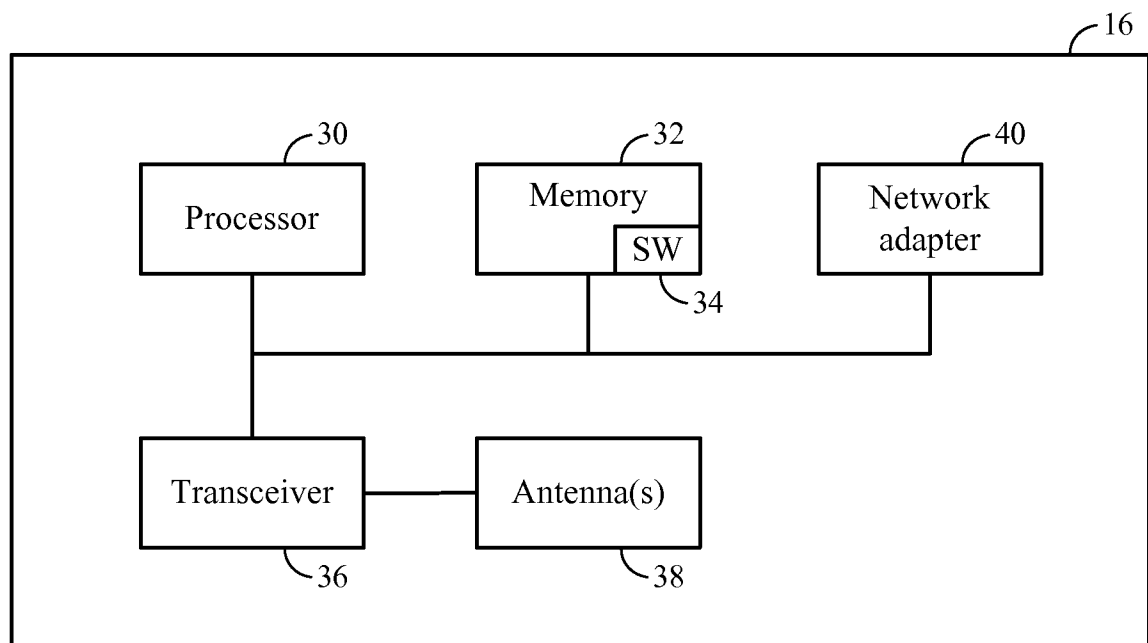 16
30
32
40
Processor
Memory
SW
Network
adapter
34
Transceiver
Antenna(s)
36
38